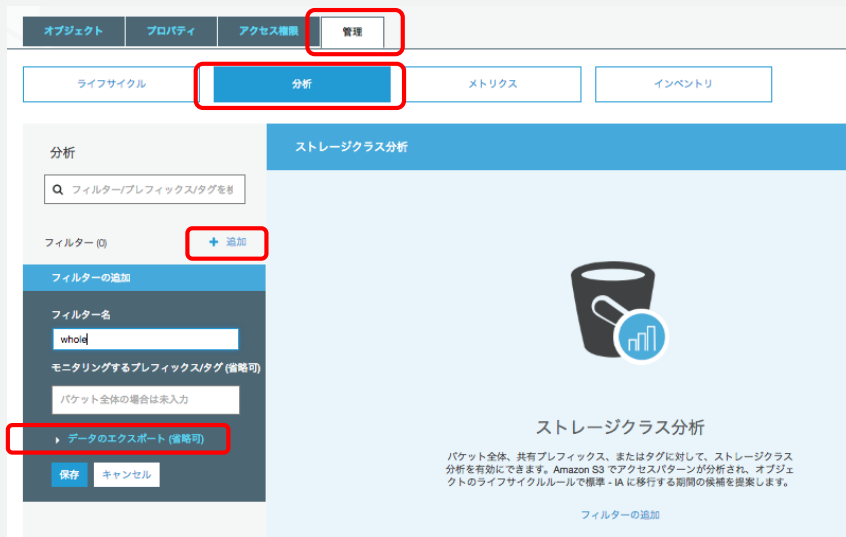 オブジェクト
プロパティ
アクセス権限
管理
ライフサイクル
分析
メトリクス
インベントリ
分析
フィルター/プレフィックス/タグを検
フィルター (0)
+ 追加
フィルターの追加
フィルター名
whole
モニタリングするプレフィックス/タグ (省略可)
バケット全体の場合は未入力
データのエクスポート (省略可)
保存
キャンセル
ストレージクラス分析
ストレージクラス分析
バケット全体、共有プレフィックス、またはタグに対して、ストレージクラス
分析を有効にできます。Amazon S3 でアクセスパターンが分析され、オブジェ
クトのライフサイクルルールで標準 - IA に移行する期間の候補を提案します。
フィルターの追加